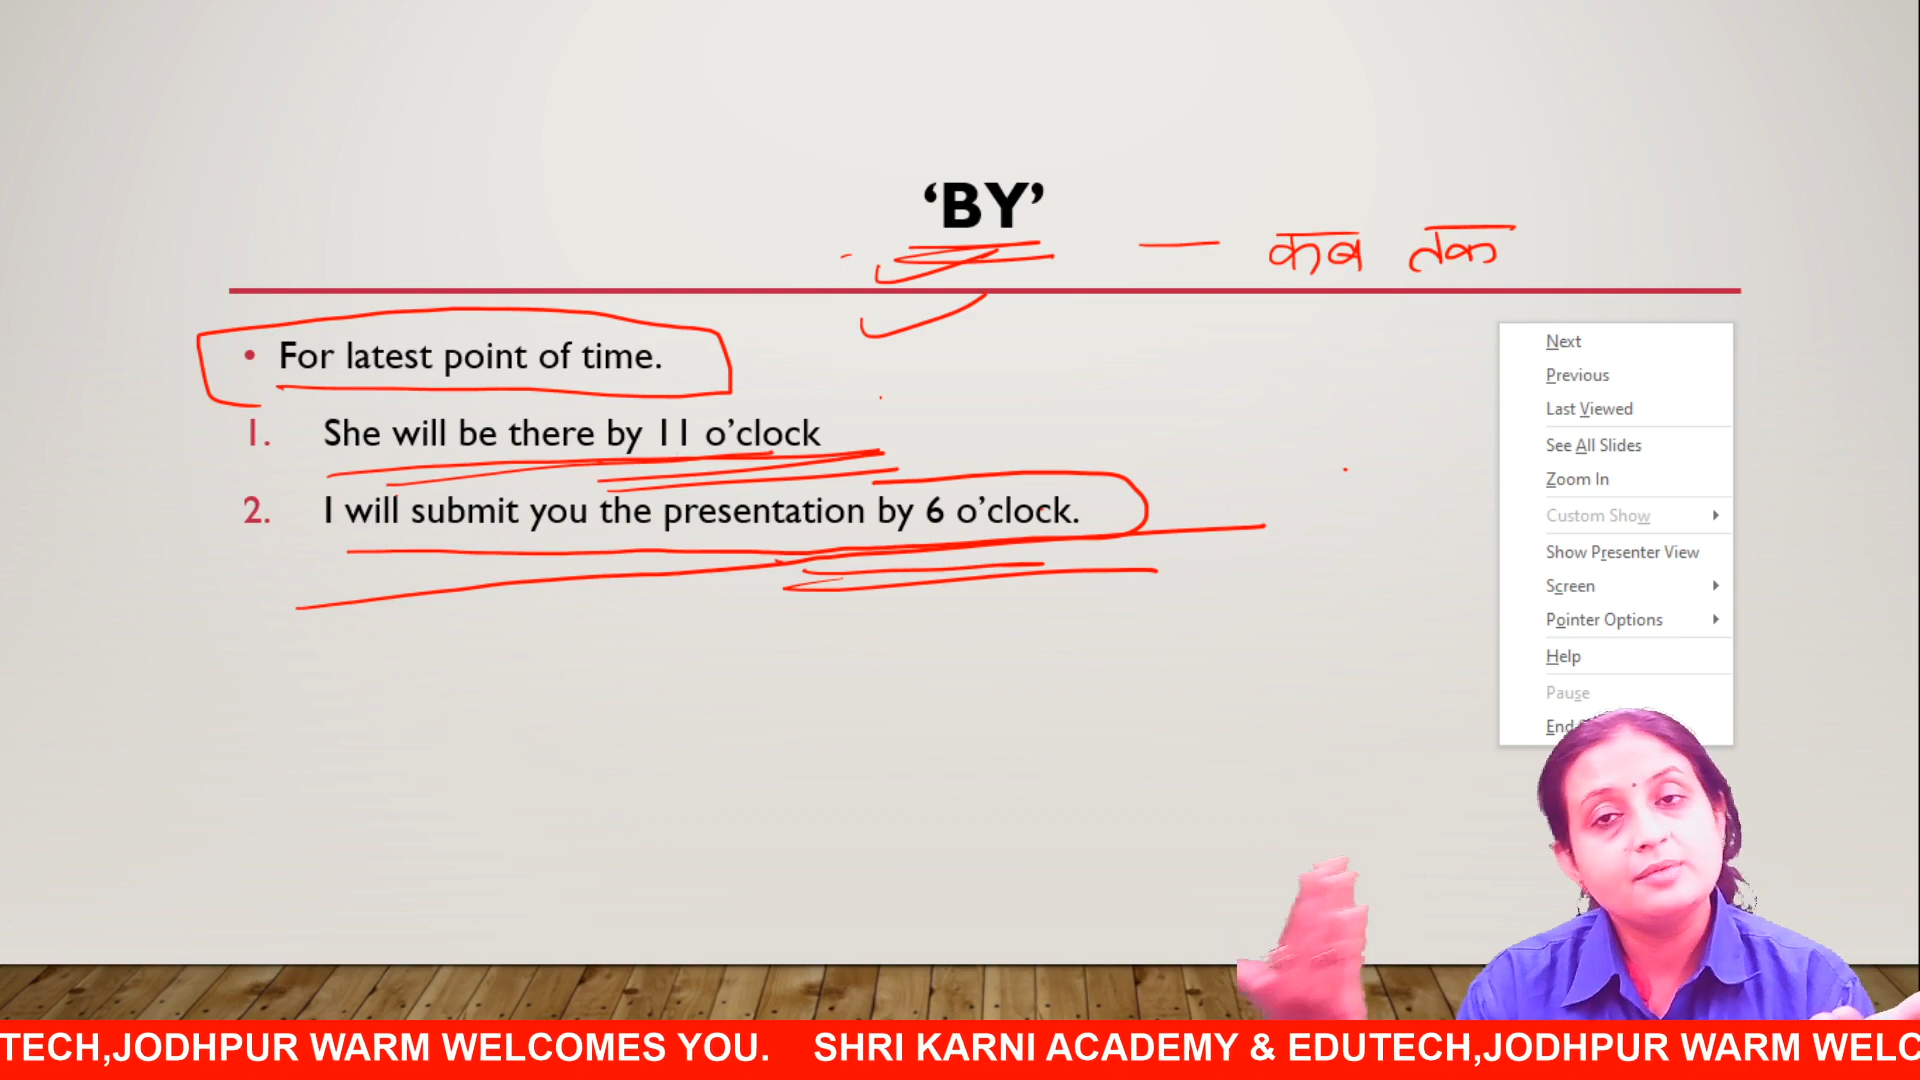 ‘BY’
कब तक
• For latest point of time.
1. She will be there by 11 o’clock
2. I will submit you the presentation by 6 o’clock.
Next
Previous
Last Viewed
See All Slides
Zoom In
Custom Show
Show Presenter View
Screen
Pointer Options
Help
Pause
End
TECH,JODHPUR WARM WELCOMES YOU. SHRI KARNI ACADEMY & EDUTECH,JODHPUR WARM WELC